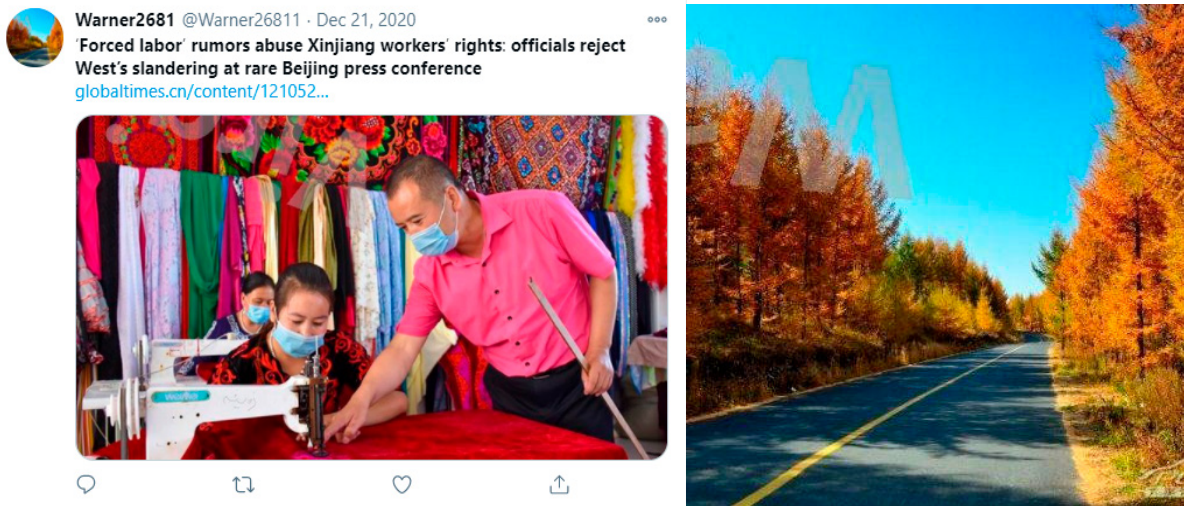 Warner2681 @Warner26811 · Dec 21, 2020
‘Forced labor’ rumors abuse Xinjiang workers’ rights: officials reject
West’s slandering at rare Beijing press conference
globaltimes.cn/content/121052...